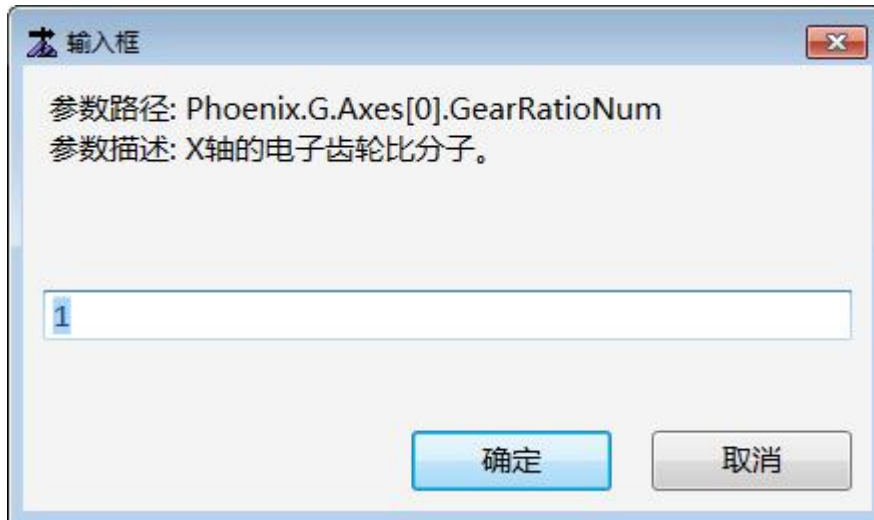 输入框
参数路径: Phoenix.G.Axes[0].GearRatioNum
参数描述: X轴的电子齿轮比分子。
1
确定
取消